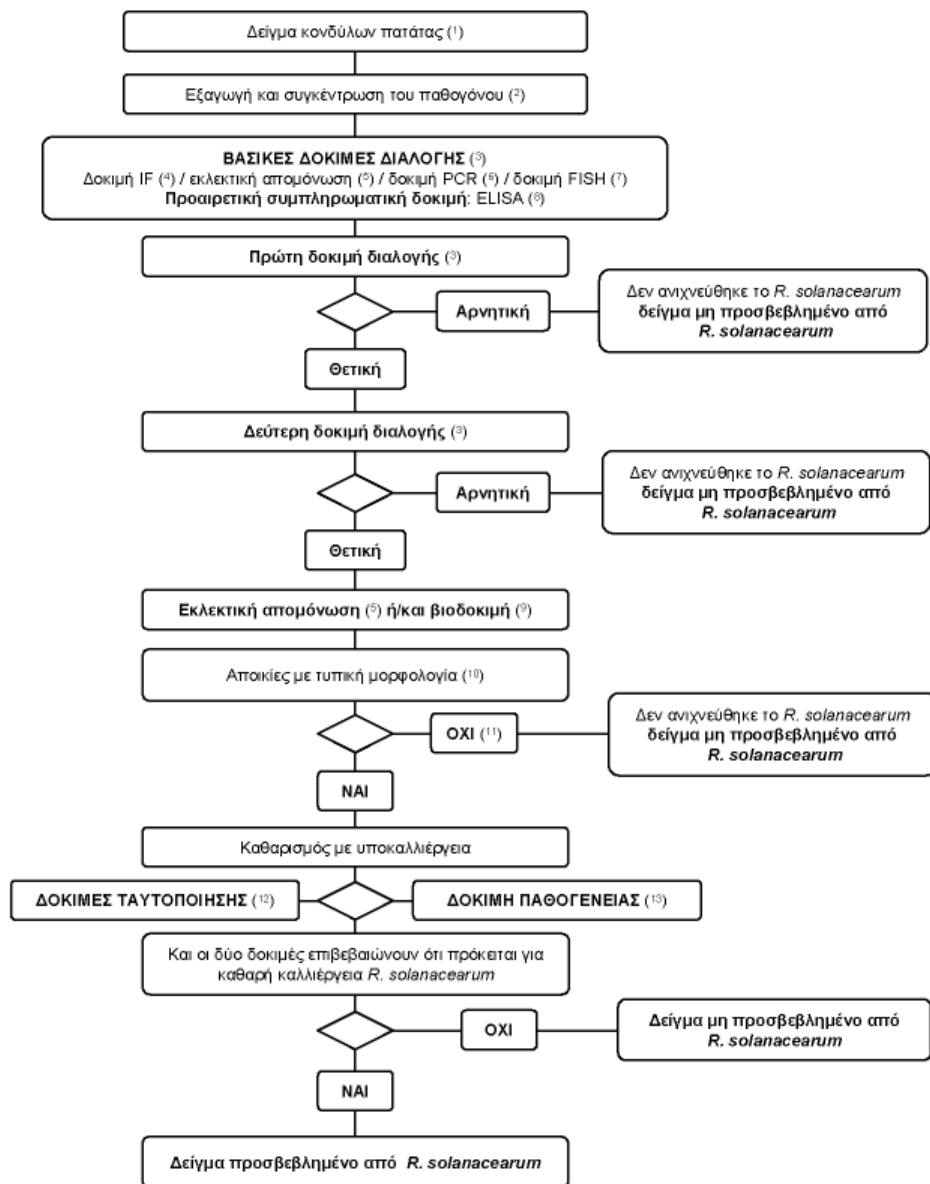 Δείγμα κονδύλων πατάτας (1)
Εξαγωγή και συγκέντρωση του παθογόνου (2)
ΒΑΣΙΚΕΣ ΔΟΚΙΜΕΣ ΔΙΑΛΟΓΗΣ (3)
Δοκιμή IF (4) / εκλεκτική απομόνωση (5) / δοκιμή PCR (6) / δοκιμή FISH (7)
Προαιρετική συμπληρωματική δοκιμή: ELISA (8)
Πρώτη δοκιμή διαλογής (3)
Αρνητική
Δεν ανιχνεύθηκε το R. solanacearum
δείγμα μη προσβεβλημένο από
R. solanacearum
Θετική
Δεύτερη δοκιμή διαλογής (3)
Αρνητική
Δεν ανιχνεύθηκε το R. solanacearum
δείγμα μη προσβεβλημένο από
R. solanacearum
Θετική
Εκλεκτική απομόνωση (5) ή/και βιοδοκιμή (9)
Αποικίες με τυπική μορφολογία (10)
ΟΧΙ (11)
Δεν ανιχνεύθηκε το R. solanacearum
δείγμα μη προσβεβλημένο από
R. solanacearum
ΝΑΙ
Καθαρισμός με υποκαλλιέργεια
ΔΟΚΙΜΕΣ ΤΑΥΤΟΠΟΙΗΣΗΣ (12)
ΔΟΚΙΜΗ ΠΑΘΟΓΕΝΕΙΑΣ (13)
Και οι δύο δοκιμές επιβεβαιώνουν ότι πρόκειται για
καθαρή καλλιέργεια R. solanacearum
ΟΧΙ
Δείγμα μη προσβεβλημένο από
R. solanacearum
ΝΑΙ
Δείγμα προσβεβλημένο από R. solanacearum